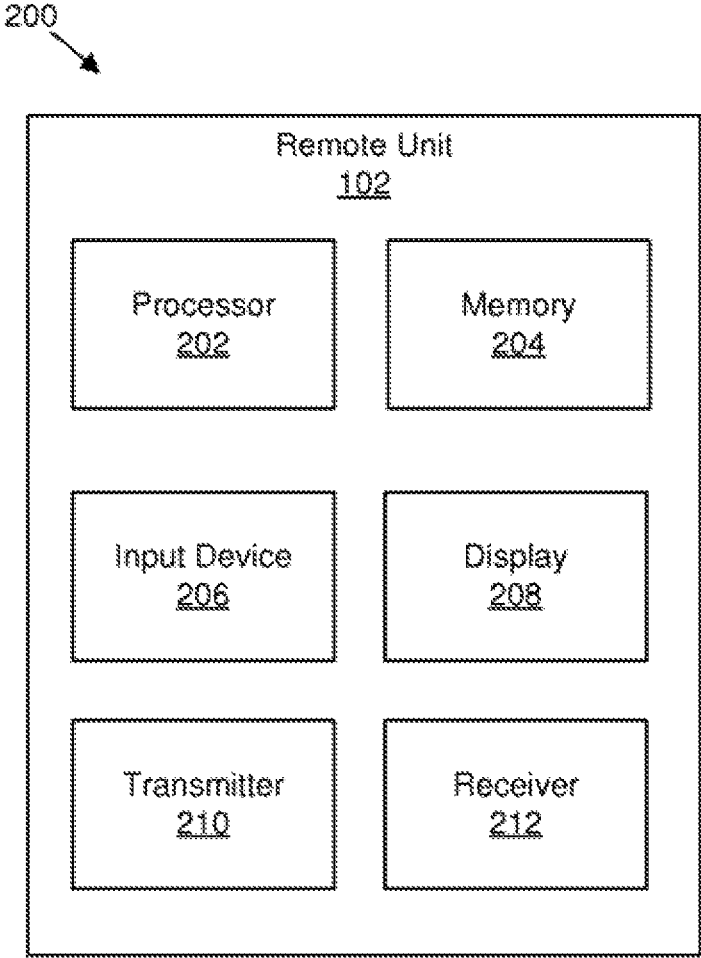 200
Remote Unit
102
Processor
202
Memory
204
Input Device
206
Display
208
Transmitter
210
Receiver
212